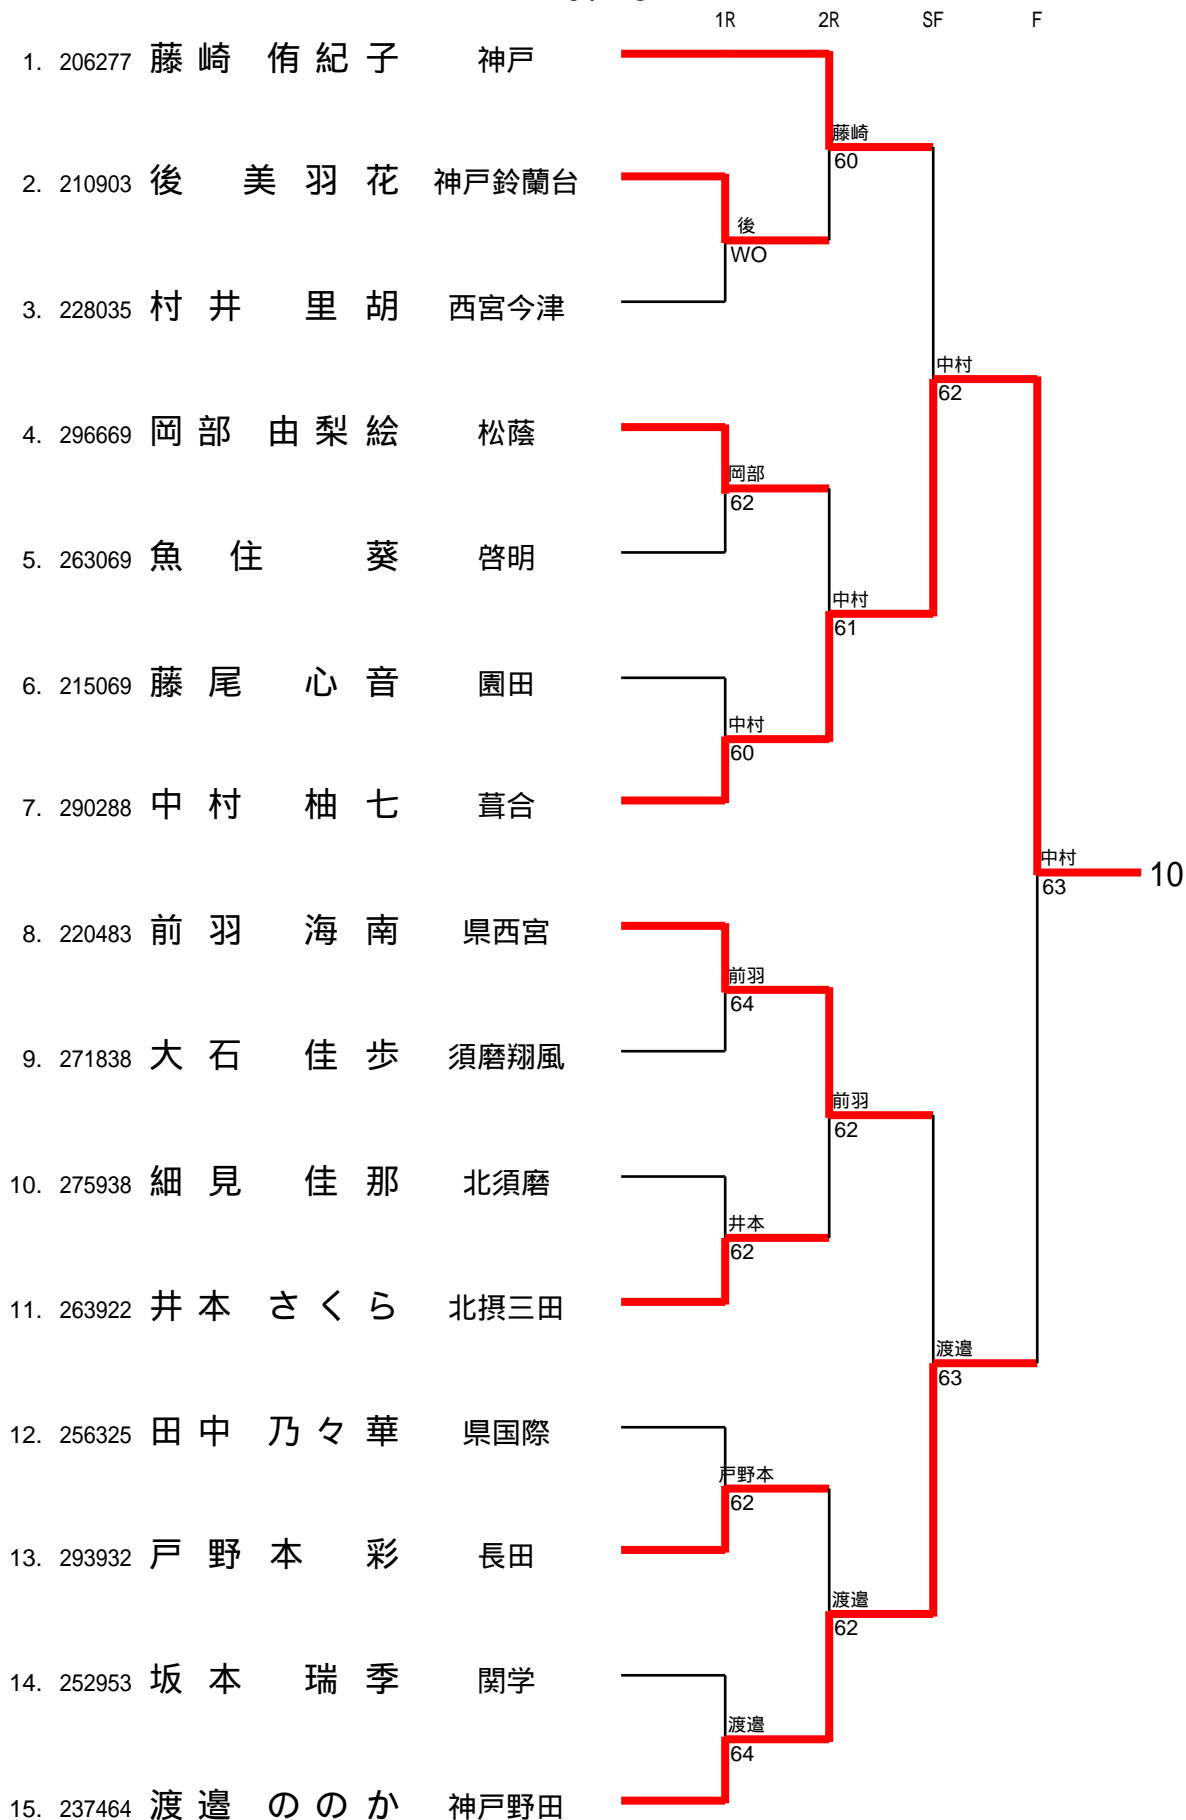 1R 2R SF F
1. 206277 藤崎 侑紀子 神戸
藤崎
60
2. 210903 後 美羽花 神戸鈴蘭台
後
WO
3. 228035 村井 里胡 西宮今津
中村
62
4. 296669 岡部 由梨絵 松蔭
岡部
62
5. 263069 魚住 葵 啓明
中村
61
6. 215069 藤尾 心音 園田
中村
60
7. 290288 中村 柚七 葺合
中村
63
10
8. 220483 前羽 海南 県西宮
前羽
64
9. 271838 大石 佳歩 須磨翔風
前羽
62
10. 275938 細見 佳那 北須磨
井本
62
11. 263922 井本 さくら 北摂三田
渡邉
63
12. 256325 田中 乃々華 県国際
戸野本
62
13. 293932 戸野本 彩 長田
渡邉
62
14. 252953 坂本 瑞季 関学
渡邉
64
15. 237464 渡邉 ののか 神戸野田